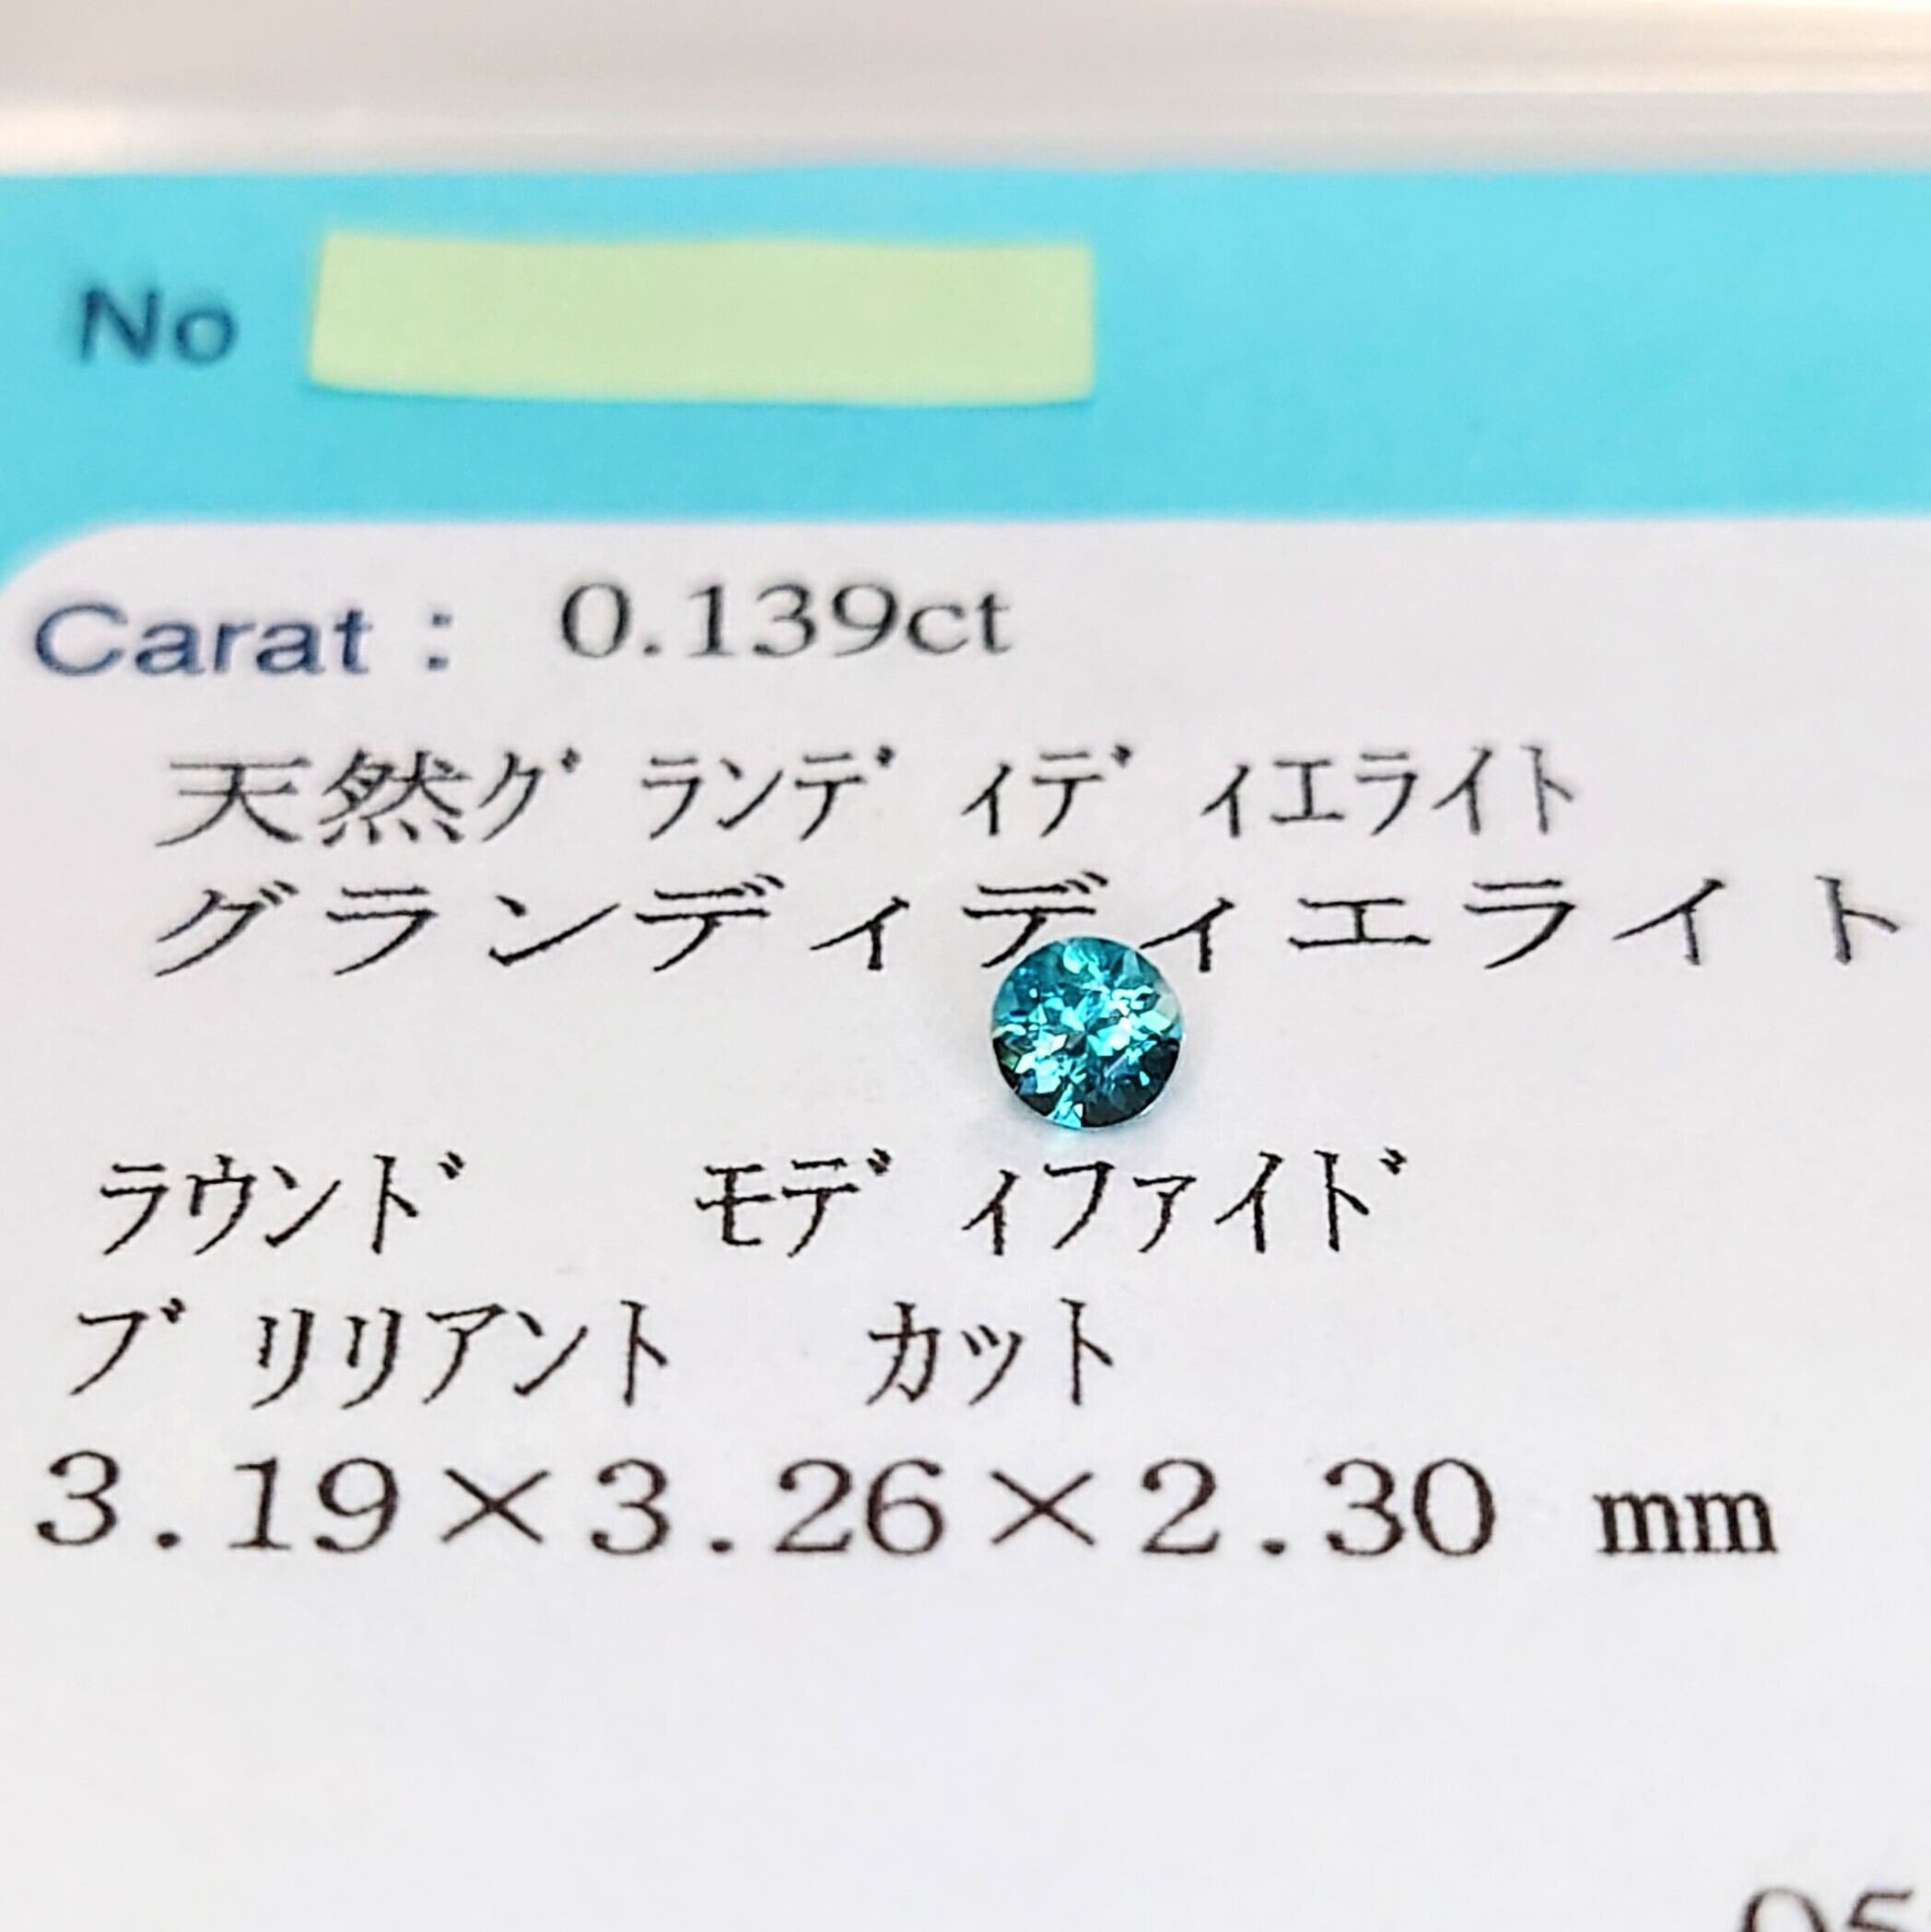 No
Carat : 0.139ct
天然グランディディエライト
グランディディエライト
ラウンド モディファイド
ブリリアント カット
3.19×3.26×2.30 mm